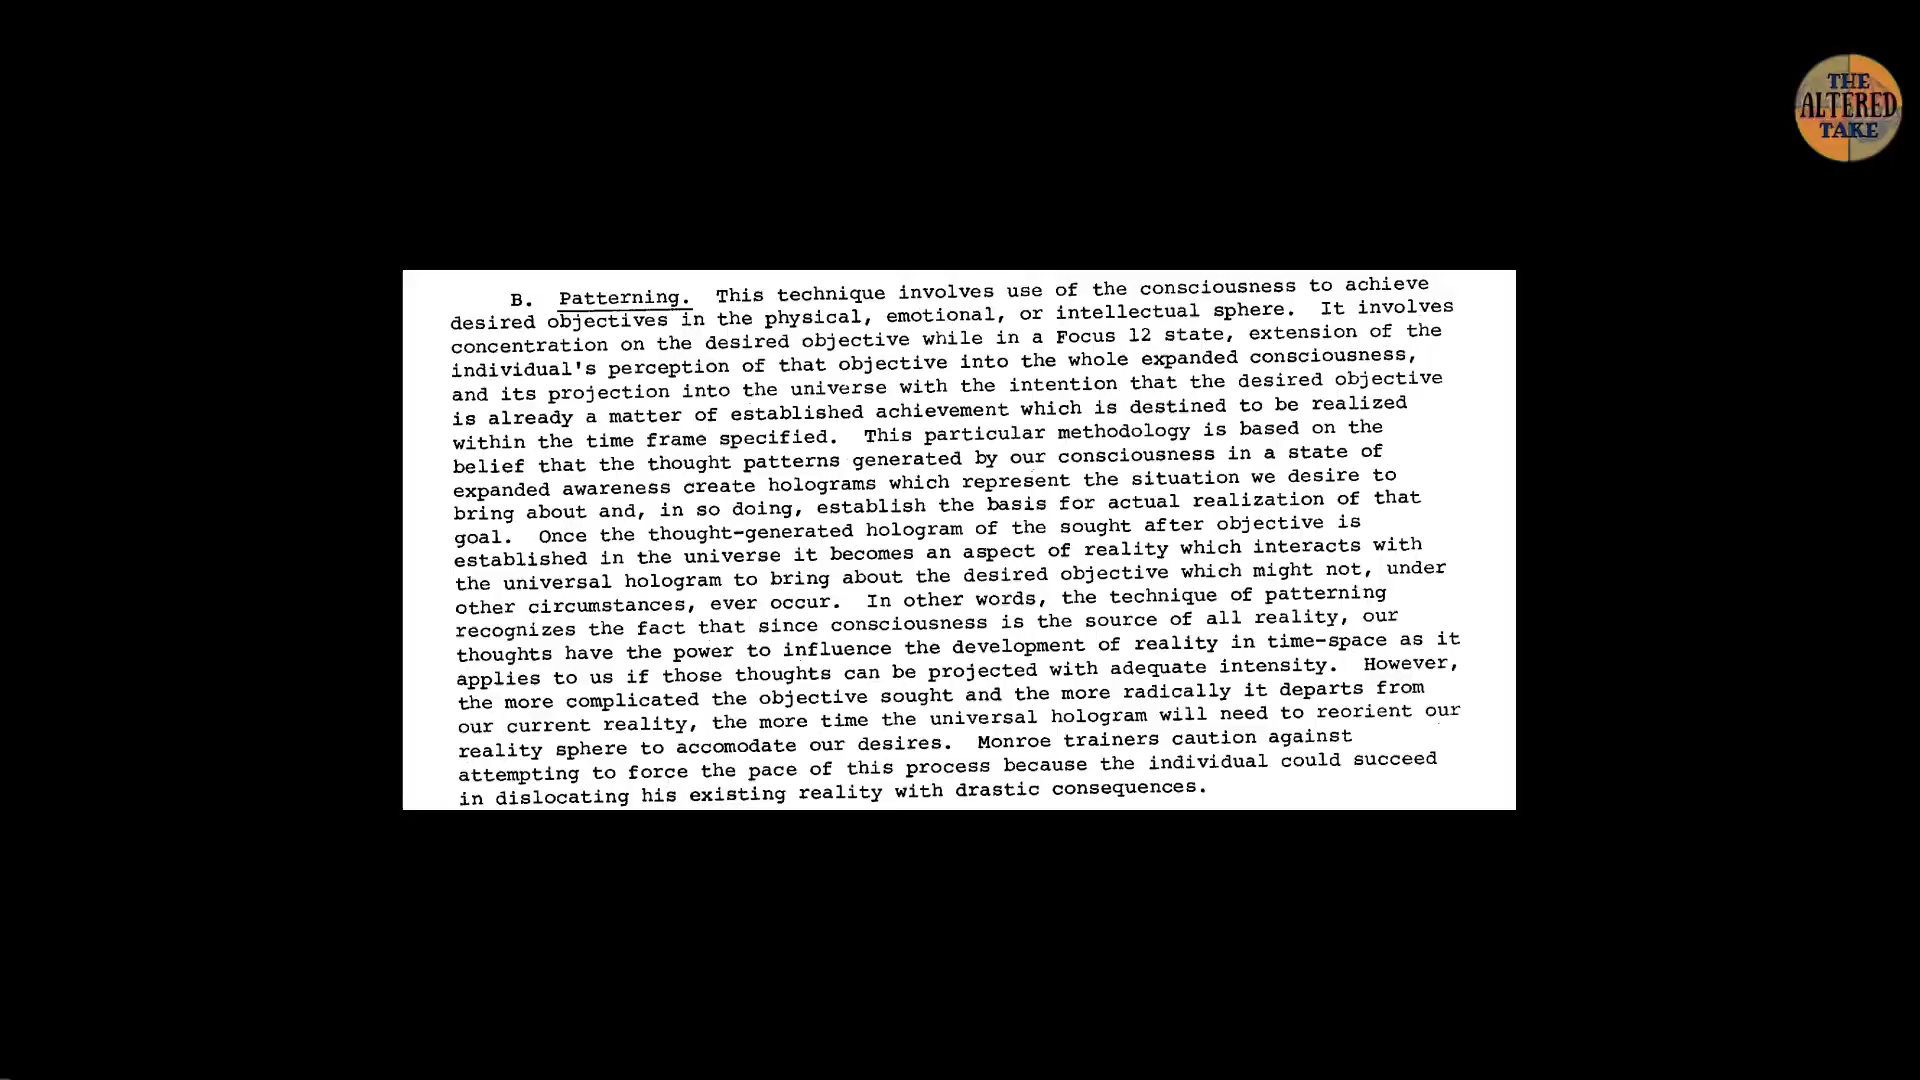 THE
ALTERED
TAKE
B. Patterning. This technique involves use of the consciousness to achieve
desired objectives in the physical, emotional, or intellectual sphere. It involves
concentration on the desired objective while in a Focus 12 state, extension of the
individual's perception of that objective into the whole expanded consciousness,
and its projection into the universe with the intention that the desired objective
is already a matter of established achievement which is destined to be realized
within the time frame specified. This particular methodology is based on the
belief that the thought patterns generated by our consciousness in a state of
expanded awareness create holograms which represent the situation we desire to
bring about and, in so doing, establish the basis for actual realization of that
goal. Once the thought-generated hologram of the sought after objective is
established in the universe it becomes an aspect of reality which interacts with
the universal hologram to bring about the desired objective which might not, under
other circumstances, ever occur. In other words, the technique of patterning
recognizes the fact that since consciousness is the source of all reality, our
thoughts have the power to influence the development of reality in time-space as it
applies to us if those thoughts can be projected with adequate intensity. However,
the more complicated the objective sought and the more radically it departs from
our current reality, the more time the universal hologram will need to reorient our
reality sphere to accomodate our desires. Monroe trainers caution against
attempting to force the pace of this process because the individual could succeed
in dislocating his existing reality with drastic consequences.